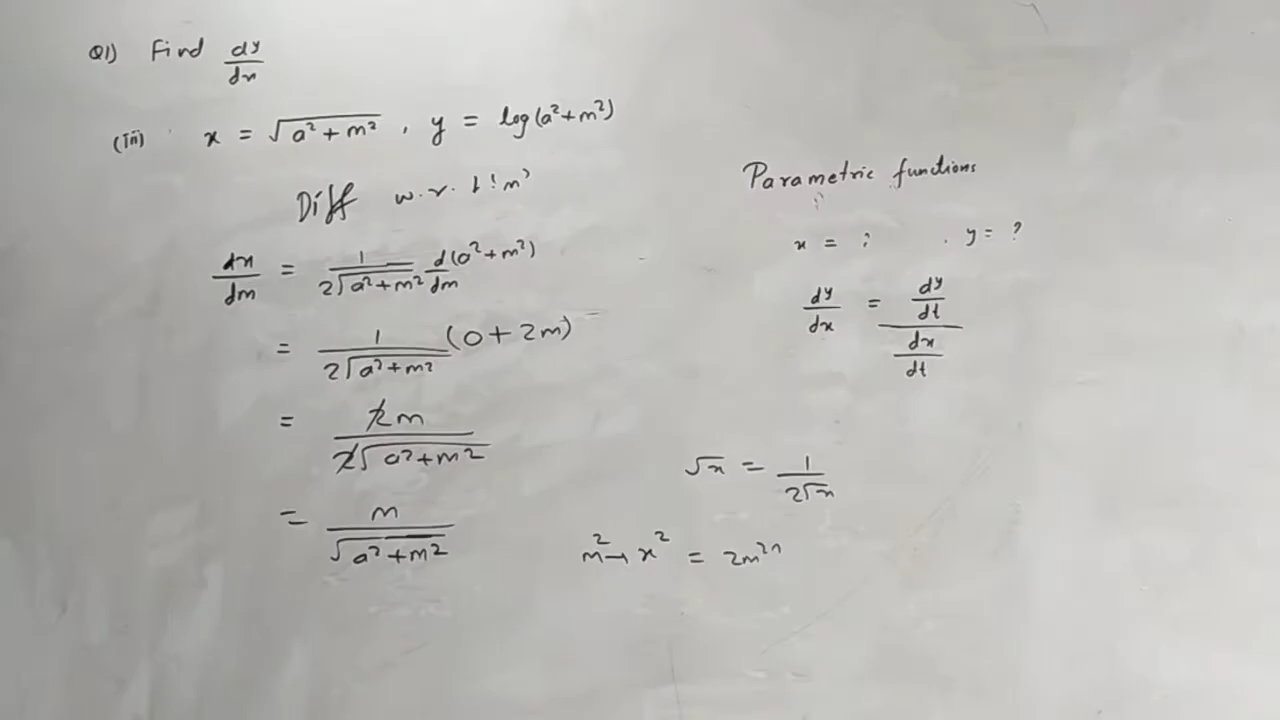 Q1) Find dy/dx
(iii) x = √(a²+m²) , y = log(a²+m²)
Diff w.r.t 'm'
dx/dm = 1/(2√(a²+m²)) d(a²+m²)/dm
= 1/(2√(a²+m²)) (0+2m)
= 2m/(2√(a²+m²))
= m/√(a²+m²)
Parametric functions
x = ? , y = ?
dy/dx = (dy/dt)/(dx/dt)
√x = 1/(2√x)
m² → x² =